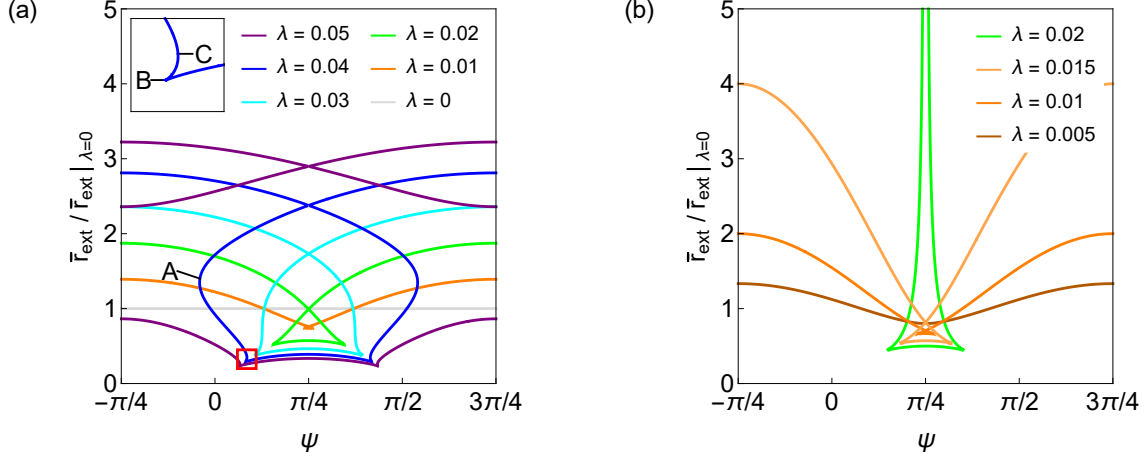 (a)
C
B
λ = 0.05
λ = 0.02
λ = 0.04
λ = 0.01
λ = 0.03
λ = 0
A
r̄ext / r̄ext | λ=0
5
4
3
2
1
0
−π/4
0
π/4
π/2
3π/4
ψ
(b)
λ = 0.02
λ = 0.015
λ = 0.01
λ = 0.005
r̄ext / r̄ext | λ=0
5
4
3
2
1
0
−π/4
0
π/4
π/2
3π/4
ψ